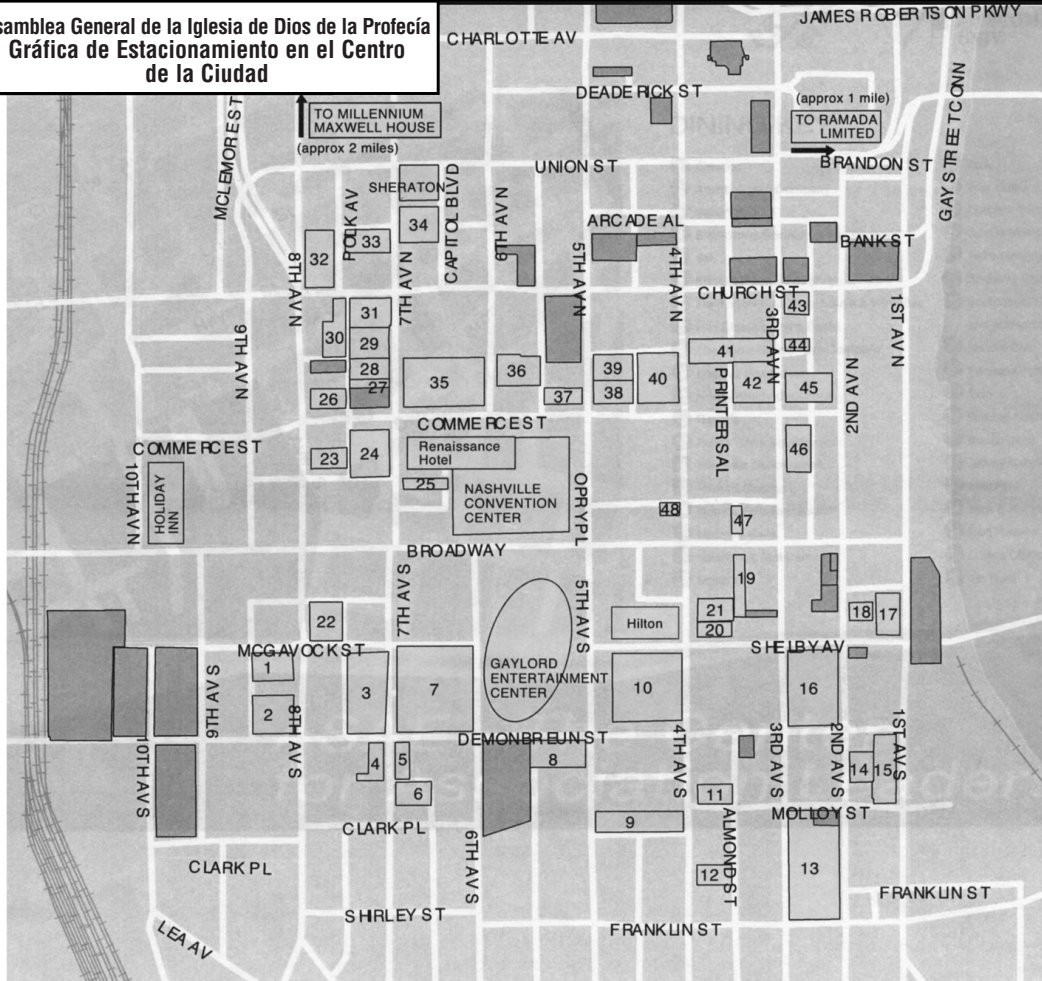 samblea General de la Iglesia de Dios de la Profecía
Gráfica de Estacionamiento en el Centro
de la Ciudad
JAMES ROBERTSON PKWY
CHARLOTTE AV
DEADERICK ST
(approx 1 mile)
TO RAMADA
LIMITED
TO MILLENNIUM
MAXWELL HOUSE
(approx 2 miles)
MCLEMORE ST
GAY STREET CONN
UNION ST
BRANDON ST
SHERATON
CAPITOL BLVD
34
POLK AV
33
32
6TH AV N
ARCADE AL
BANK ST
8TH AV N
7TH AV N
5TH AV N
4TH AV N
CHURCH ST
3RD AV N
1ST AV N
9TH AV N
31
30
29
28
27
26
35
36
37
39
38
40
41
42
43
44
45
PRINTERS AL
2ND AV N
COMMERCE ST
COMMERCE ST
46
23
24
Renaissance
Hotel
25
NASHVILLE
CONVENTION
CENTER
OPRY PL
10TH AV N
HOLIDAY
INN
48
47
BROADWAY
7TH AV S
5TH AV S
19
22
Hilton
21
20
18
17
MCGAVOCK ST
SHELBY AV
1
2
9TH AV S
8TH AV S
3
7
GAYLORD
ENTERTAINMENT
CENTER
10
16
DEMONBREUN ST
4TH AV S
3RD AV S
2ND AV S
1ST AV S
10TH AV S
4
5
6
8
14
15
11
9
MOLLOY ST
CLARK PL
CLARK PL
6TH AV S
ALMOND ST
12
13
FRANKLIN ST
SHIRLEY ST
FRANKLIN ST
LEA AV